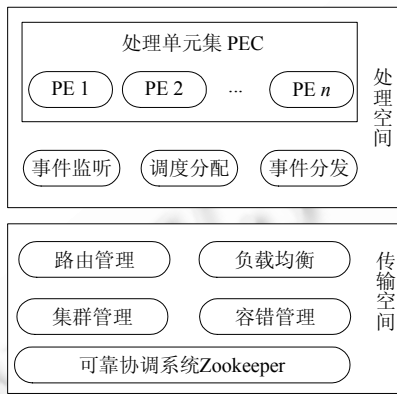 处理单元集 PEC
PE 1 PE 2 ... PE n
事件监听 调度分配 事件分发
处理空间
路由管理 负载均衡
集群管理 容错管理
可靠协调系统Zookeeper
传输空间